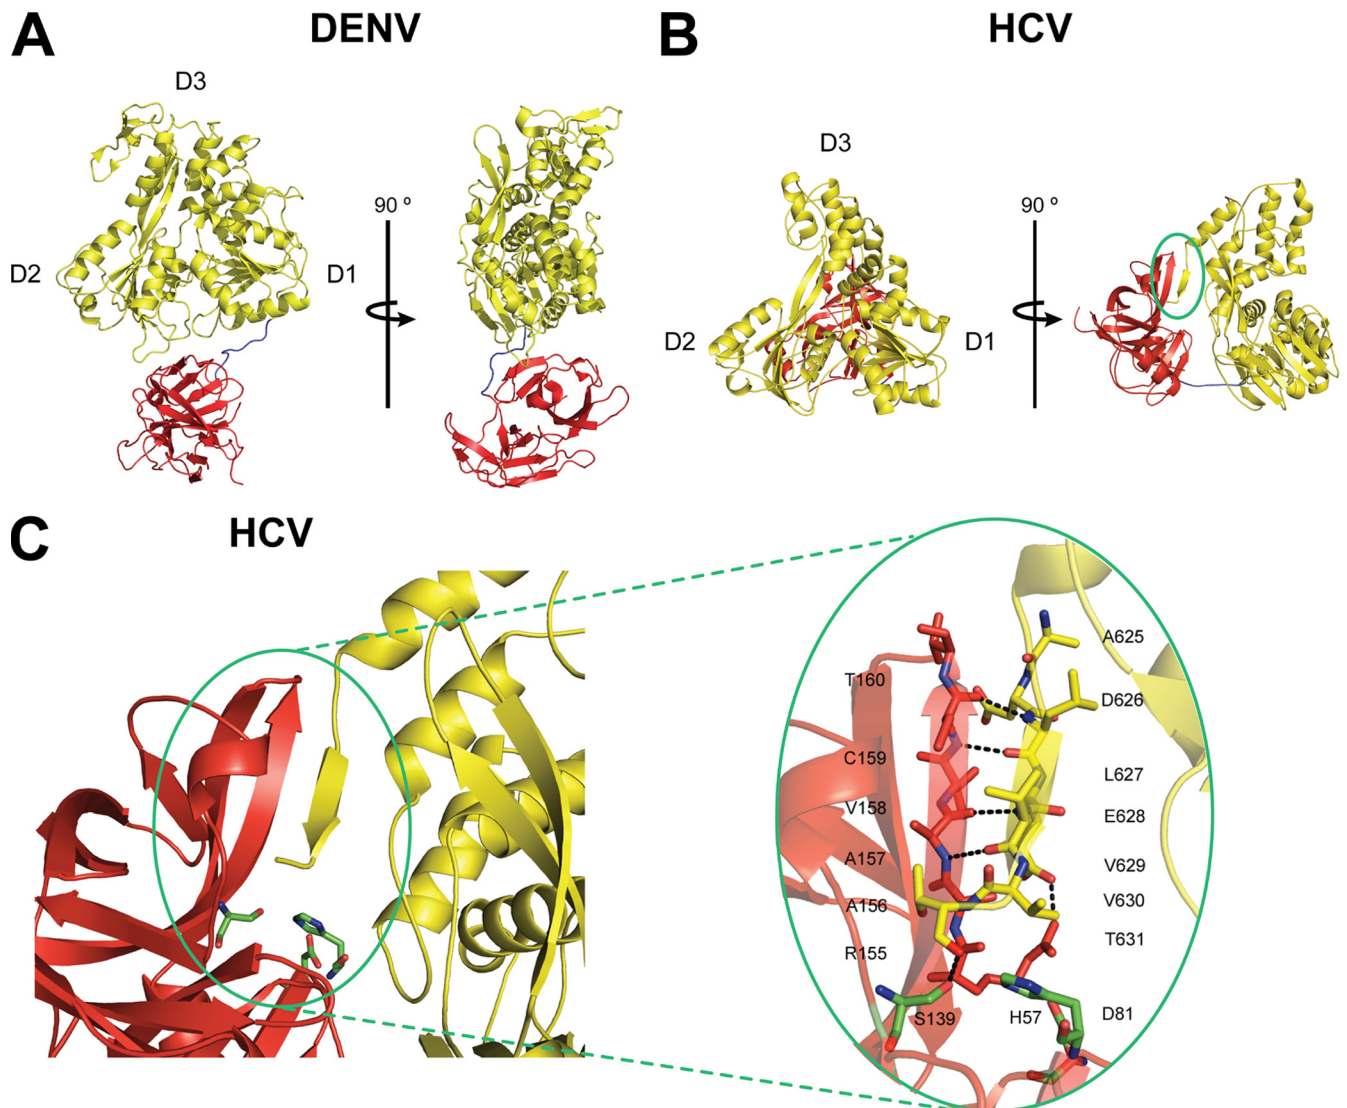 A
DENV
D3
D2
D1
90 º
B
HCV
D3
D2
D1
90 º
C
HCV
T160
C159
V158
A157
A156
R155
S139
H57
D81
A625
D626
L627
E628
V629
V630
T631